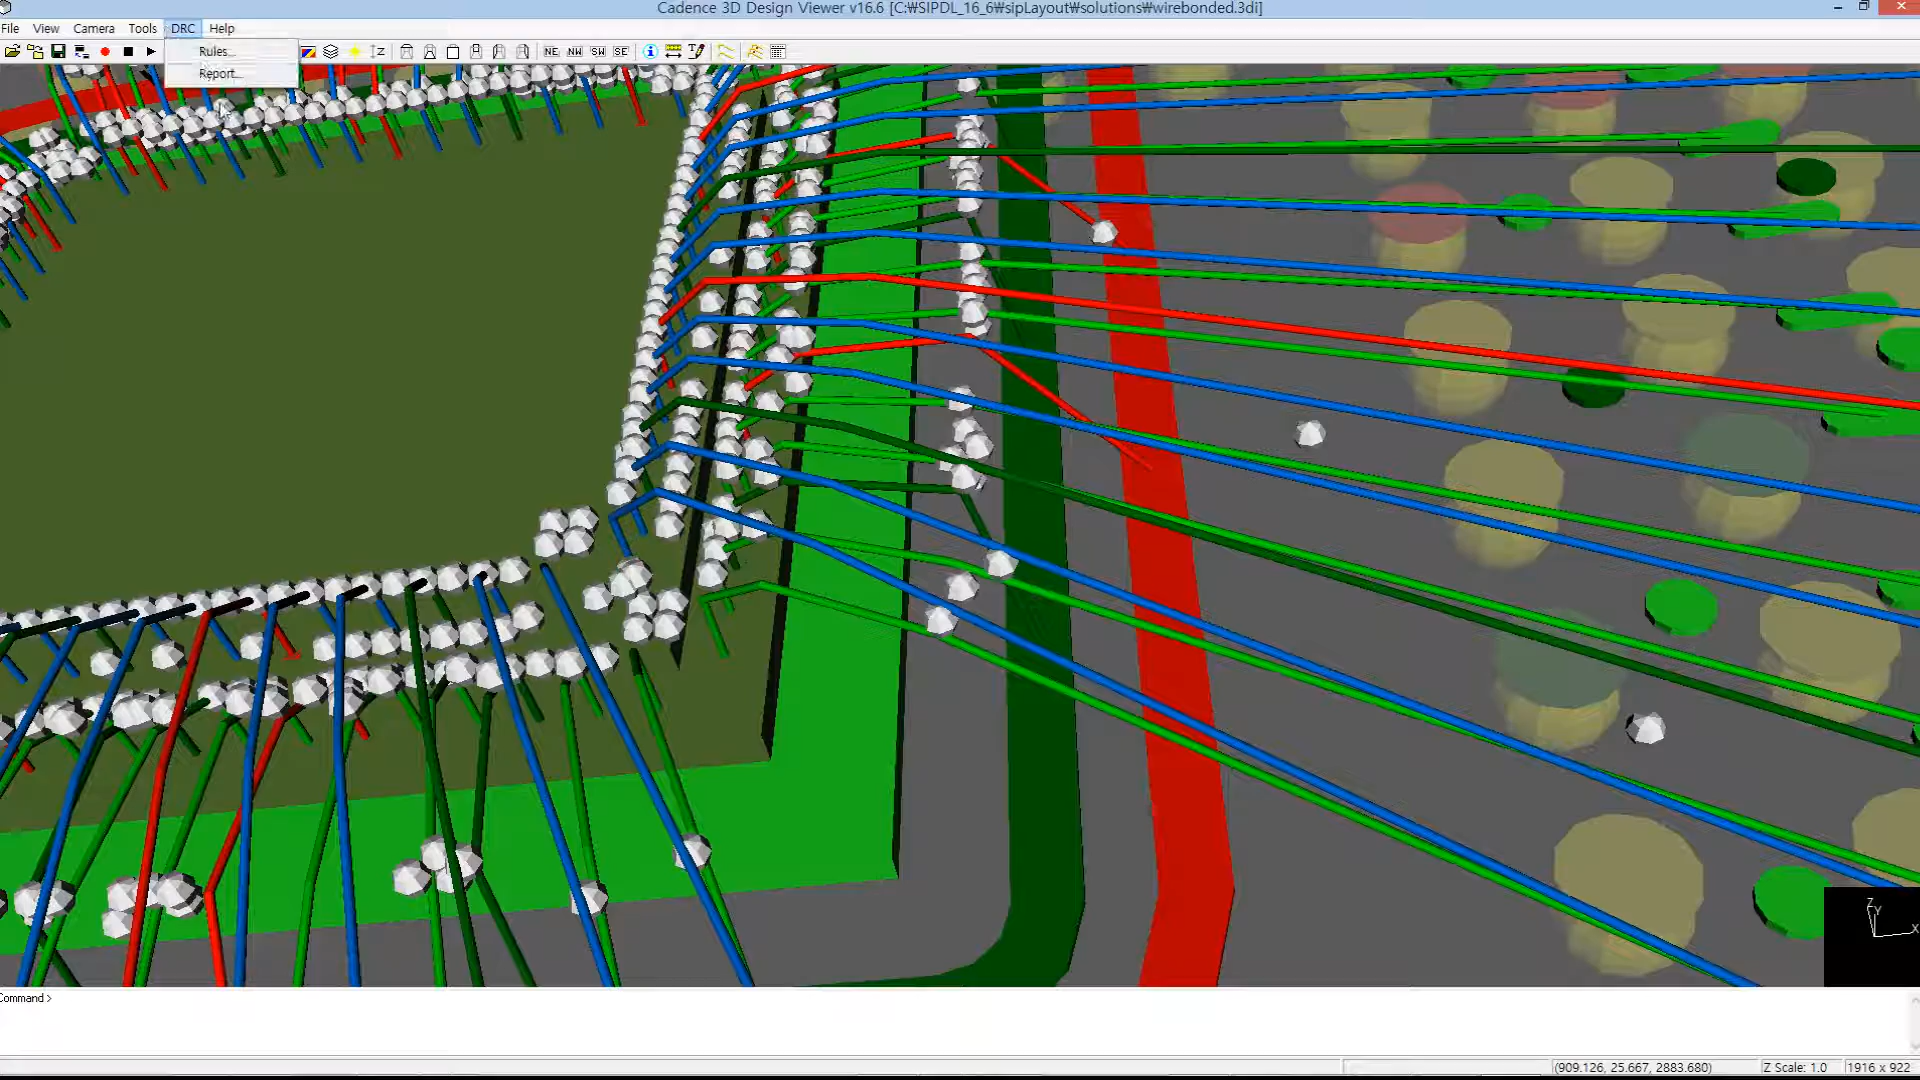 Cadence 3D Design Viewer v16.6 [C:₩SIPDL_16_6₩sipLayout₩solutions₩wirebonded.3di]
File View Camera Tools DRC Help
Rules...
Report...
NE NW SW SE
Z
Y
X
Command >
(909.126, 25.667, 2883.680) Z Scale: 1.0 1916 x 922